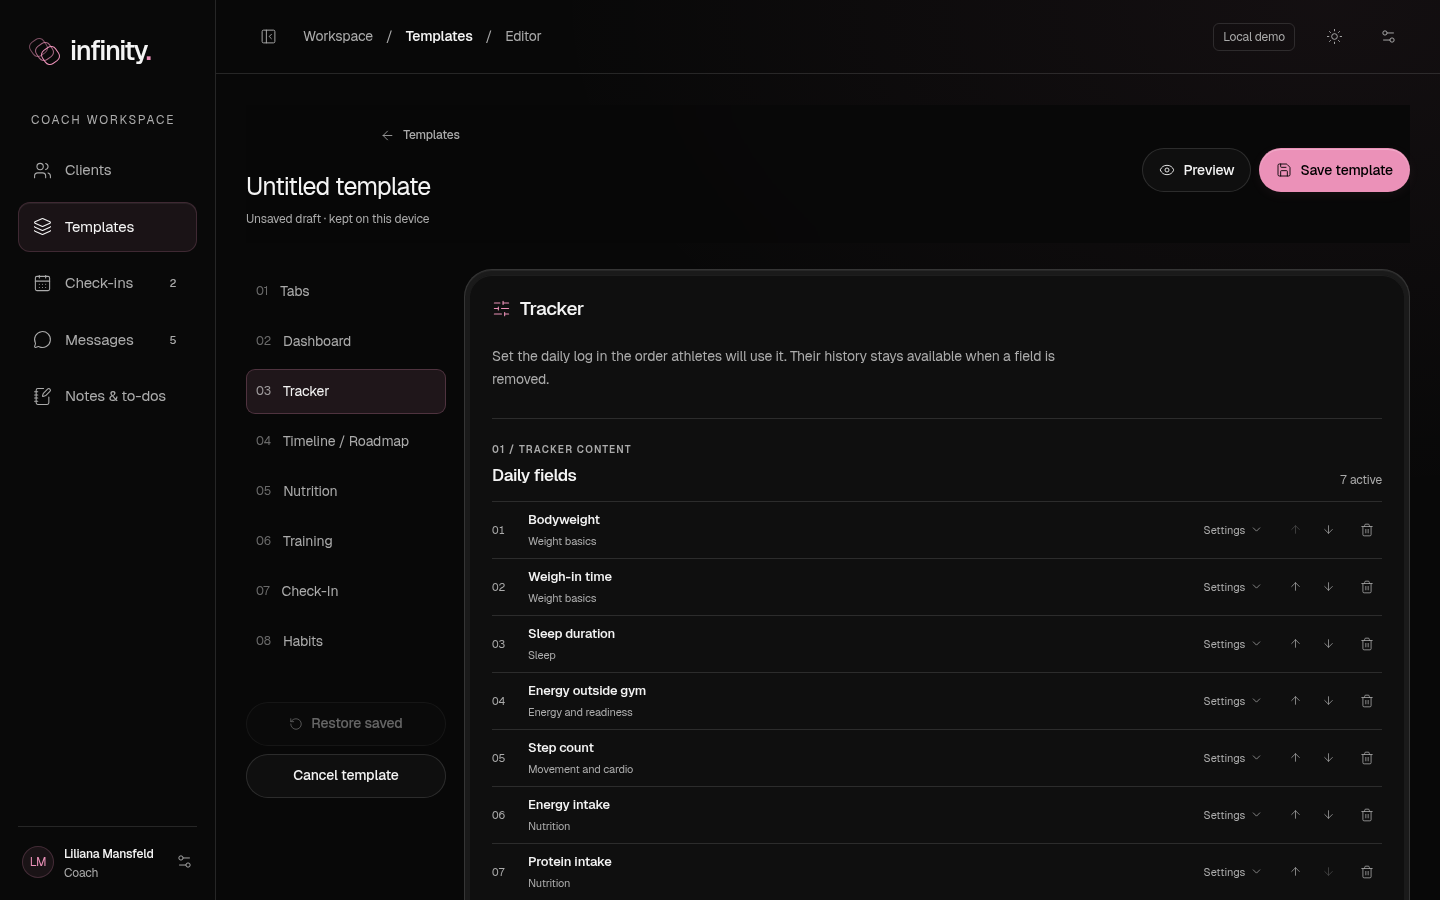 infinity.
COACH WORKSPACE
Clients
Templates
Check-ins 2
Messages 5
Notes & to-dos
LM
Liliana Mansfeld
Coach
Workspace / Templates / Editor
Local demo
Templates
Untitled template
Unsaved draft · kept on this device
Preview
Save template
01 Tabs
02 Dashboard
03 Tracker
04 Timeline / Roadmap
05 Nutrition
06 Training
07 Check-In
08 Habits
Restore saved
Cancel template
Tracker
Set the daily log in the order athletes will use it. Their history stays available when a field is
removed.
01 / TRACKER CONTENT
Daily fields
7 active
01 Bodyweight
Weight basics
Settings
02 Weigh-in time
Weight basics
Settings
03 Sleep duration
Sleep
Settings
04 Energy outside gym
Energy and readiness
Settings
05 Step count
Movement and cardio
Settings
06 Energy intake
Nutrition
Settings
07 Protein intake
Nutrition
Settings